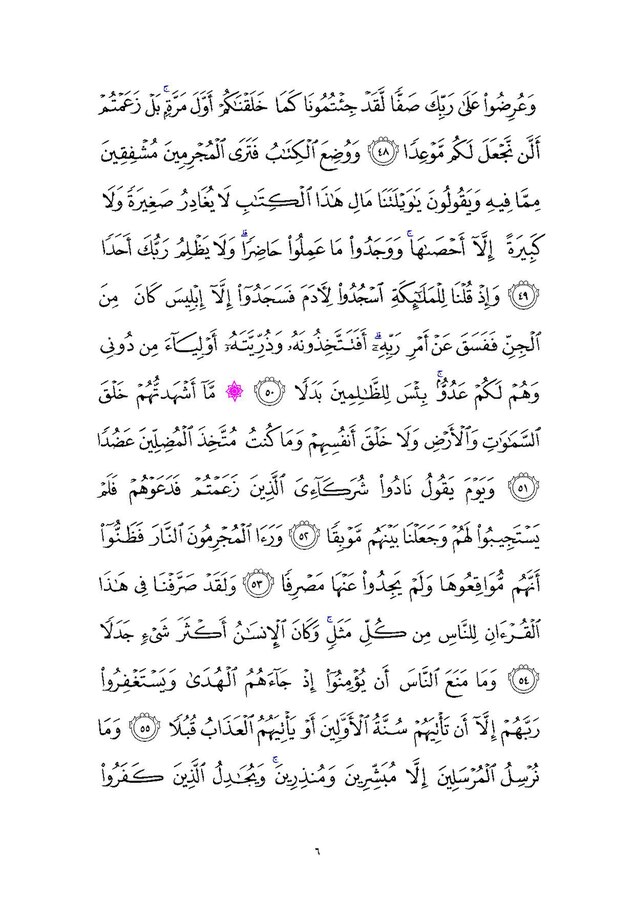 وَعُرِضُوا۟ عَلَىٰ رَبِّكَ صَفًّا لَّقَدْ جِئْتُمُونَا كَمَا خَلَقْنَٰكُمْ أَوَّلَ مَرَّةٍۭ ۚ بَلْ زَعَمْتُمْ
أَلَّن نَّجْعَلَ لَكُم مَّوْعِدًا ٤٨ وَوُضِعَ ٱلْكِتَٰبُ فَتَرَى ٱلْمُجْرِمِينَ مُشْفِقِينَ
مِمَّا فِيهِ وَيَقُولُونَ يَٰوَيْلَتَنَا مَالِ هَٰذَا ٱلْكِتَٰبِ لَا يُغَادِرُ صَغِيرَةً وَلَا
كَبِيرَةً إِلَّآ أَحْصَىٰهَا ۚ وَوَجَدُوا۟ مَا عَمِلُوا۟ حَاضِرًا ۗ وَلَا يَظْلِمُ رَبُّكَ أَحَدًا
٤٩ وَإِذْ قُلْنَا لِلْمَلَٰٓئِكَةِ ٱسْجُدُوا۟ لِءَادَمَ فَسَجَدُوٓا۟ إِلَّآ إِبْلِيسَ كَانَ مِنَ
ٱلْجِنِّ فَفَسَقَ عَنْ أَمْرِ رَبِّهِۦٓ ۗ أَفَتَتَّخِذُونَهُۥ وَذُرِّيَّتَهُۥٓ أَوْلِيَآءَ مِن دُونِى
وَهُمْ لَكُمْ عَدُوٌّۢ ۚ بِئْسَ لِلظَّٰلِمِينَ بَدَلًا ٥٠ ۞ مَّآ أَشْهَدتُّهُمْ خَلْقَ
ٱلسَّمَٰوَٰتِ وَٱلْأَرْضِ وَلَا خَلْقَ أَنفُسِهِمْ وَمَا كُنتُ مُتَّخِذَ ٱلْمُضِلِّينَ عَضُدًا
٥١ وَيَوْمَ يَقُولُ نَادُوا۟ شُرَكَآءِىَ ٱلَّذِينَ زَعَمْتُمْ فَدَعَوْهُمْ فَلَمْ
يَسْتَجِيبُوا۟ لَهُمْ وَجَعَلْنَا بَيْنَهُم مَّوْبِقًا ٥٢ وَرَءَا ٱلْمُجْرِمُونَ ٱلنَّارَ فَظَنُّوٓا۟
أَنَّهُم مُّوَاقِعُوهَا وَلَمْ يَجِدُوا۟ عَنْهَا مَصْرِفًا ٥٣ وَلَقَدْ صَرَّفْنَا فِى هَٰذَا
ٱلْقُرْءَانِ لِلنَّاسِ مِن كُلِّ مَثَلٍ ۚ وَكَانَ ٱلْإِنسَٰنُ أَكْثَرَ شَىْءٍ جَدَلًا
٥٤ وَمَا مَنَعَ ٱلنَّاسَ أَن يُؤْمِنُوٓا۟ إِذْ جَآءَهُمُ ٱلْهُدَىٰ وَيَسْتَغْفِرُوا۟
رَبَّهُمْ إِلَّآ أَن تَأْتِيَهُمْ سُنَّةُ ٱلْأَوَّلِينَ أَوْ يَأْتِيَهُمُ ٱلْعَذَابُ قُبُلًا ٥٥ وَمَا
نُرْسِلُ ٱلْمُرْسَلِينَ إِلَّا مُبَشِّرِينَ وَمُنذِرِينَ ۚ وَيُجَٰدِلُ ٱلَّذِينَ كَفَرُوا۟
٦